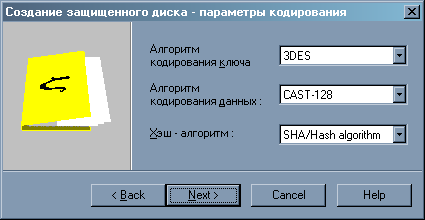 Создание защищенного диска - параметры кодирования
Алгоритм
кодирования ключа
3DES
Алгоритм
кодирования данных :
CAST-128
Хэш - алгоритм :
SHA/Hash algorithm
< Back
Next >
Cancel
Help